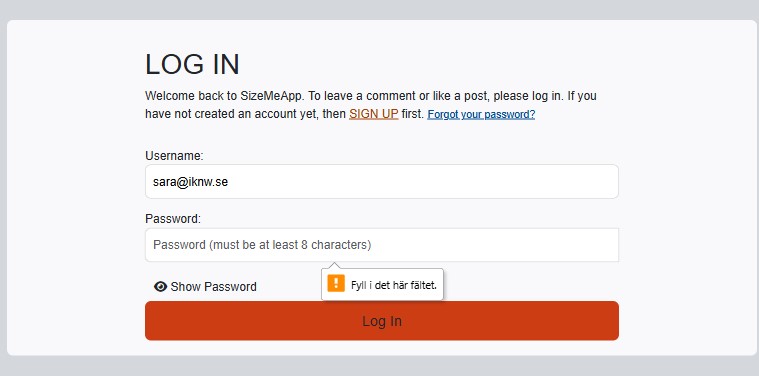 LOG IN
Welcome back to SizeMeApp. To leave a comment or like a post, please log in. If you
have not created an account yet, then SIGN UP first. Forgot your password?
Username:
sara@iknw.se
Password:
Password (must be at least 8 characters)
! Fyll i det här fältet.
Show Password
Log In